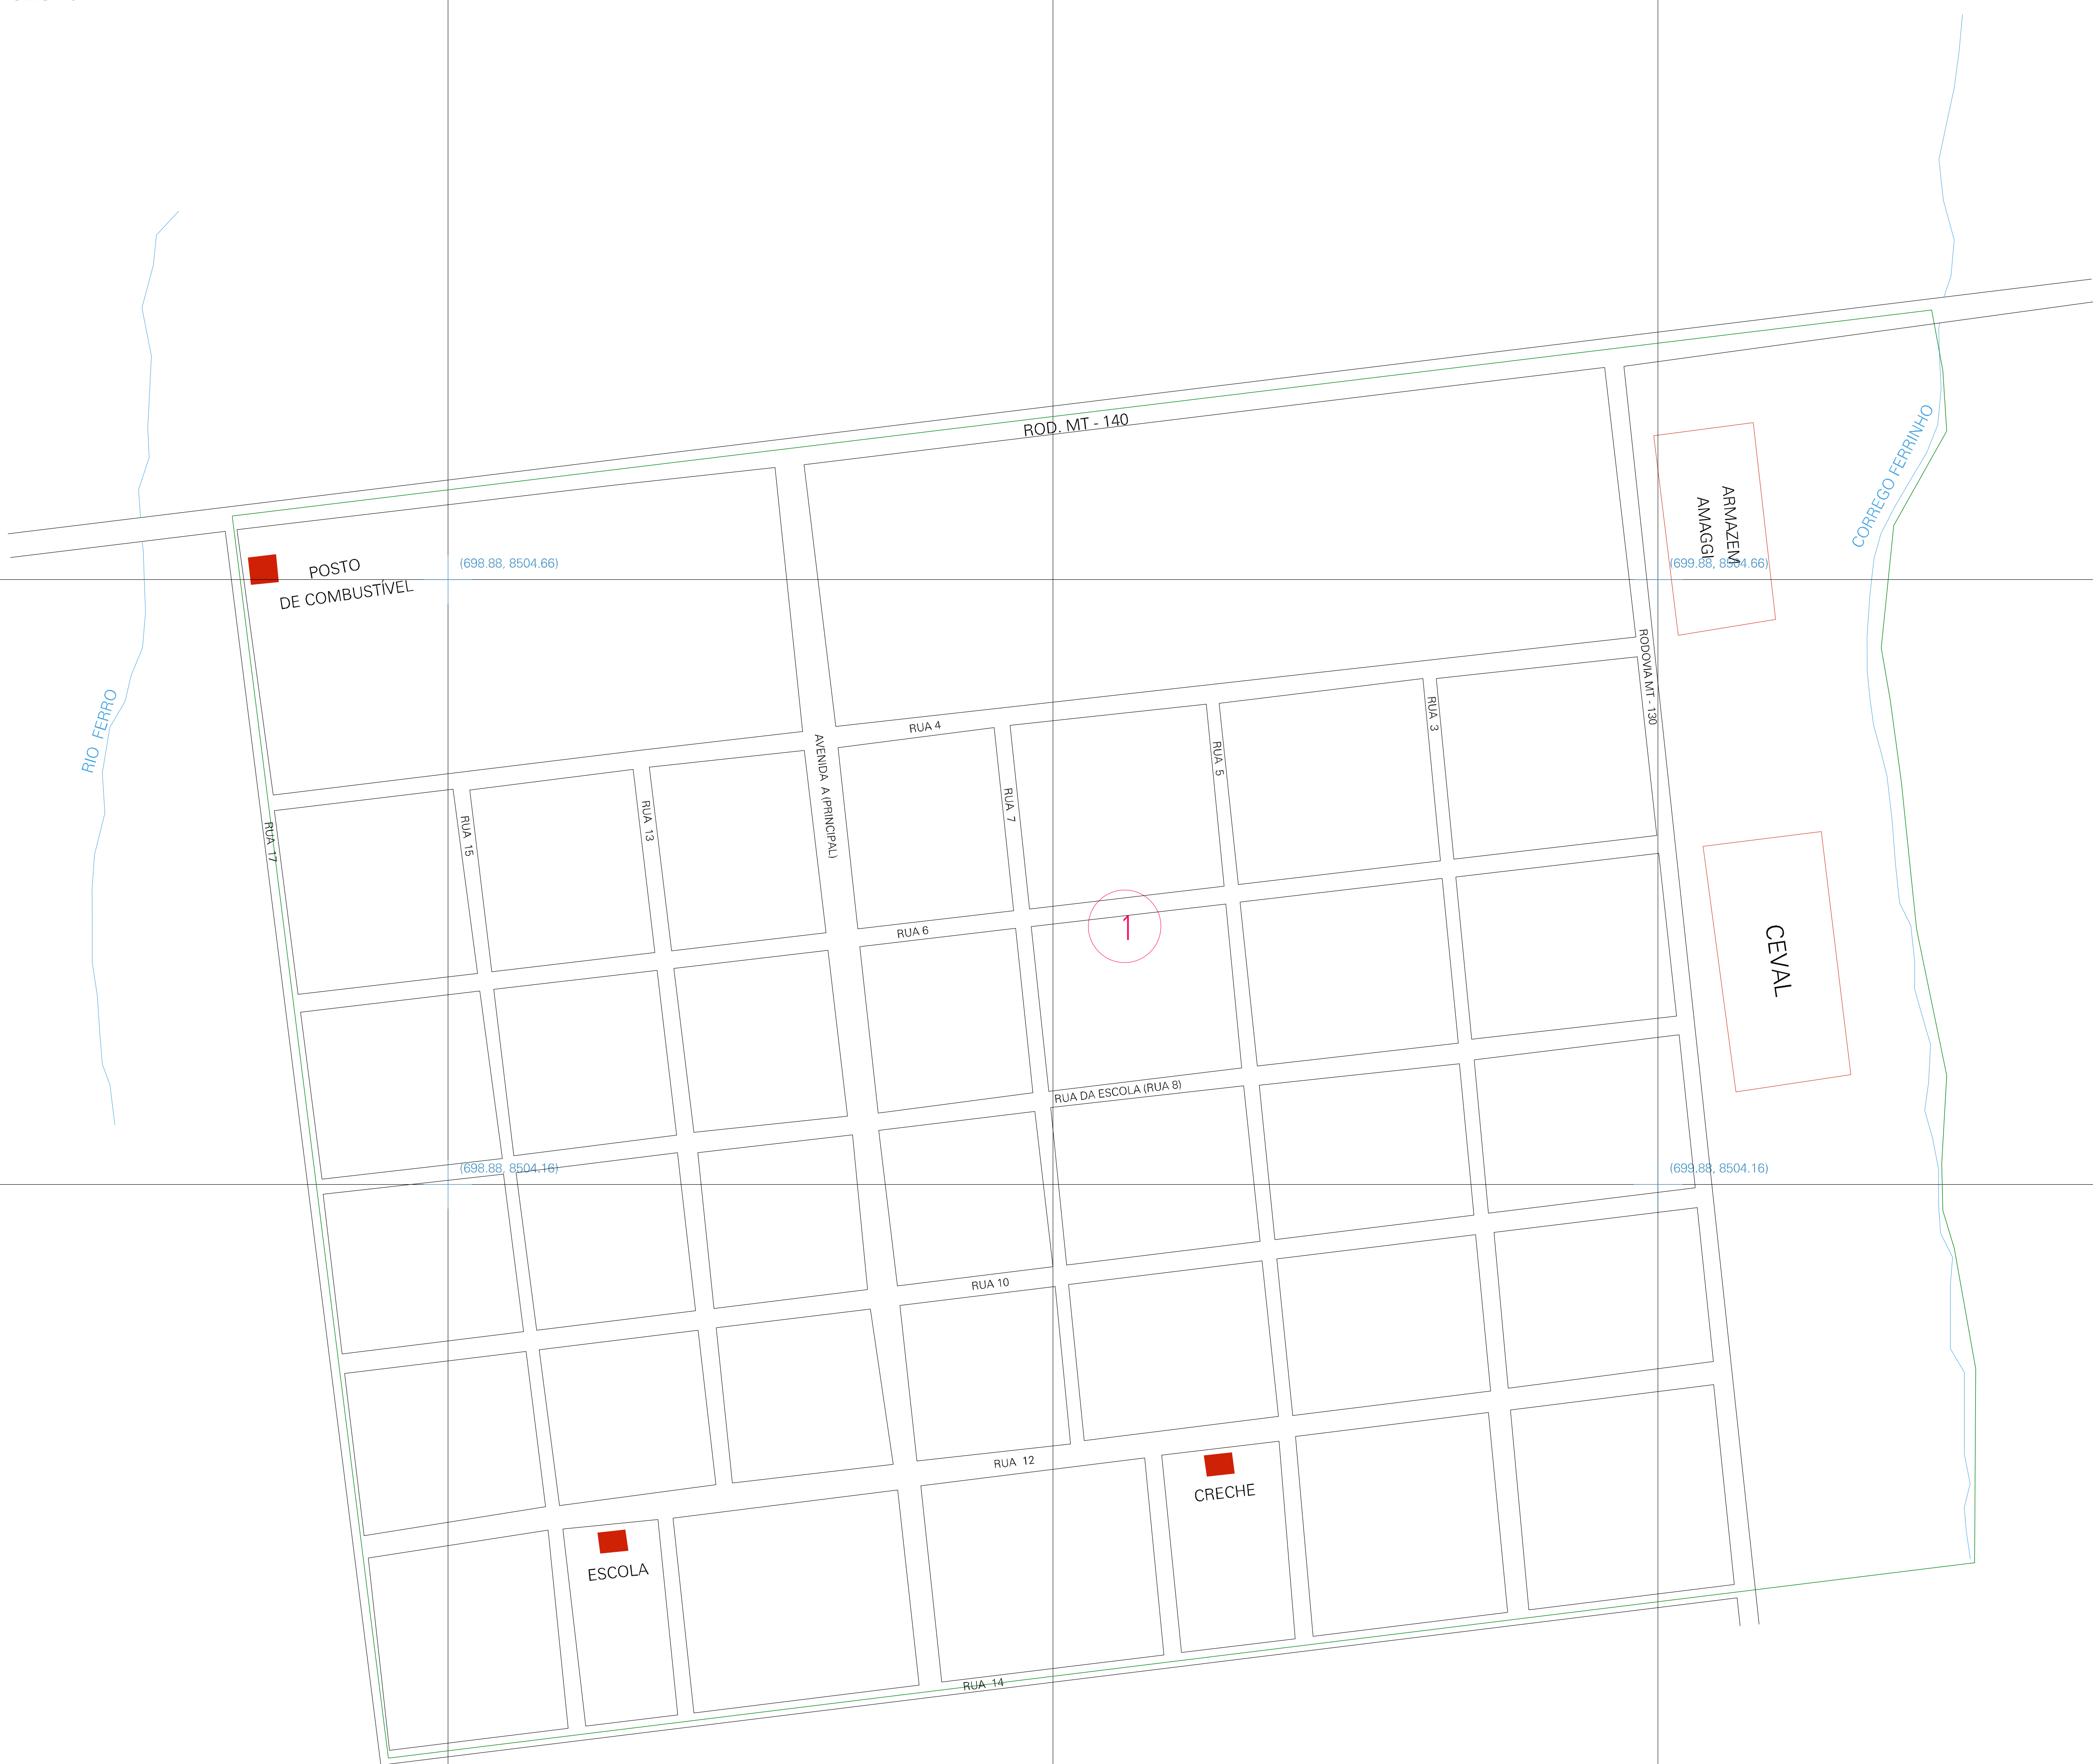 ROD. MT - 140
CORREGO FERRINHO
ARMAZEM
AMAGGI
POSTO
DE COMBUSTÍVEL
(698.88, 8504.66)
(699.88, 8504.66)
RODOVIA MT - 130
RIO FERRO
RUA 4
RUA 3
RUA 5
RUA 7
AVENIDA A (PRINCIPAL)
RUA 13
RUA 15
RUA 17
RUA 6
1
CEVAL
RUA DA ESCOLA (RUA 8)
(698.88, 8504.16)
(699.88, 8504.16)
RUA 10
RUA 12
CRECHE
ESCOLA
RUA 14